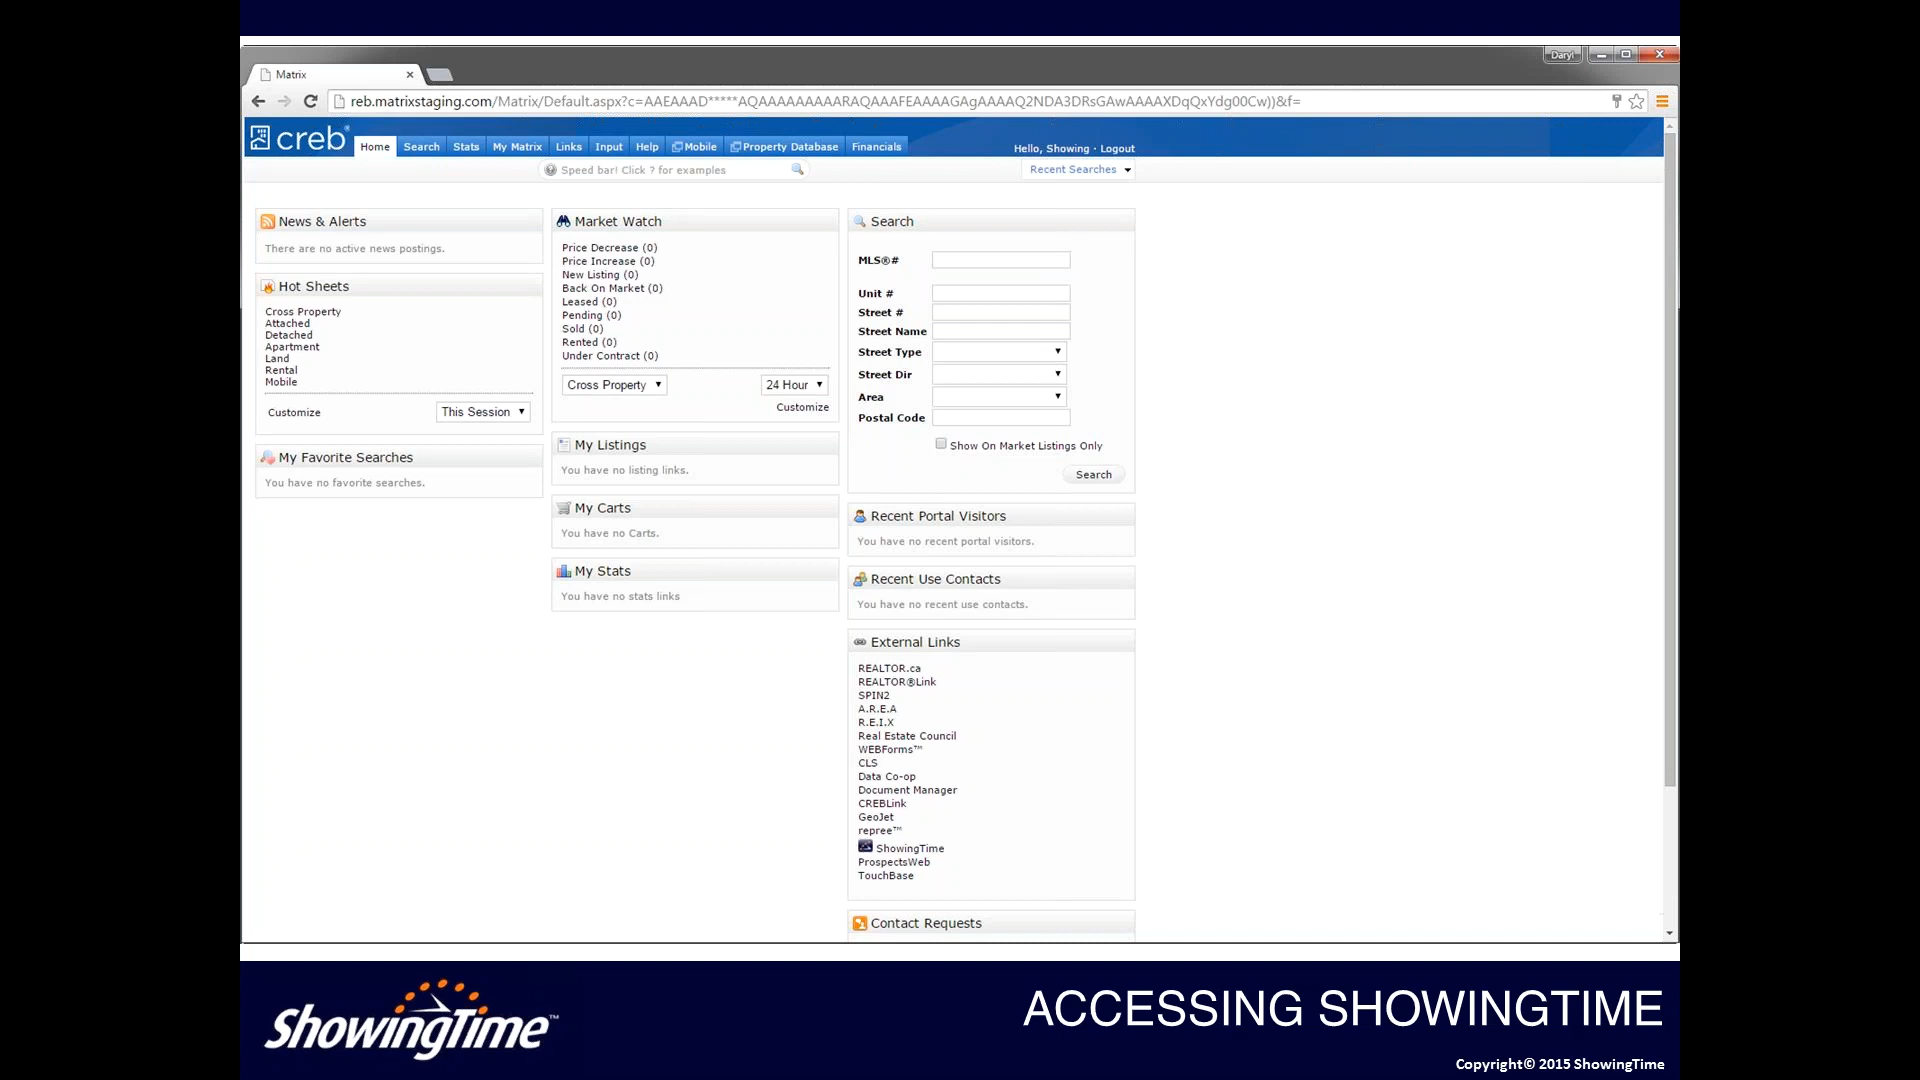 Daryl
Matrix
reb.matrixstaging.com/Matrix/Default.aspx?c=AAEAAAD*****AQAAAAAAAAARAQAAAFEAAAAGAgAAAAQ2NDA3DRsGAwAAAAXDqQxYdg00Cw))&f=
creb®
Home Search Stats My Matrix Links Input Help Mobile Property Database Financials
Hello, Showing · Logout
Speed bar! Click ? for examples
Recent Searches
News & Alerts
There are no active news postings.
Hot Sheets
Cross Property
Attached
Detached
Apartment
Land
Rental
Mobile
Customize This Session
My Favorite Searches
You have no favorite searches.
Market Watch
Price Decrease (0)
Price Increase (0)
New Listing (0)
Back On Market (0)
Leased (0)
Pending (0)
Sold (0)
Rented (0)
Under Contract (0)
Cross Property 24 Hour
Customize
My Listings
You have no listing links.
My Carts
You have no Carts.
My Stats
You have no stats links
Search
MLS®#
Unit #
Street #
Street Name
Street Type
Street Dir
Area
Postal Code
Show On Market Listings Only
Search
Recent Portal Visitors
You have no recent portal visitors.
Recent Use Contacts
You have no recent use contacts.
External Links
REALTOR.ca
REALTOR®Link
SPIN2
A.R.E.A
R.E.I.X
Real Estate Council
WEBForms™
CLS
Data Co-op
Document Manager
CREBLink
GeoJet
repree™
ShowingTime
ProspectsWeb
TouchBase
Contact Requests
ShowingTime™
ACCESSING SHOWINGTIME
Copyright© 2015 ShowingTime